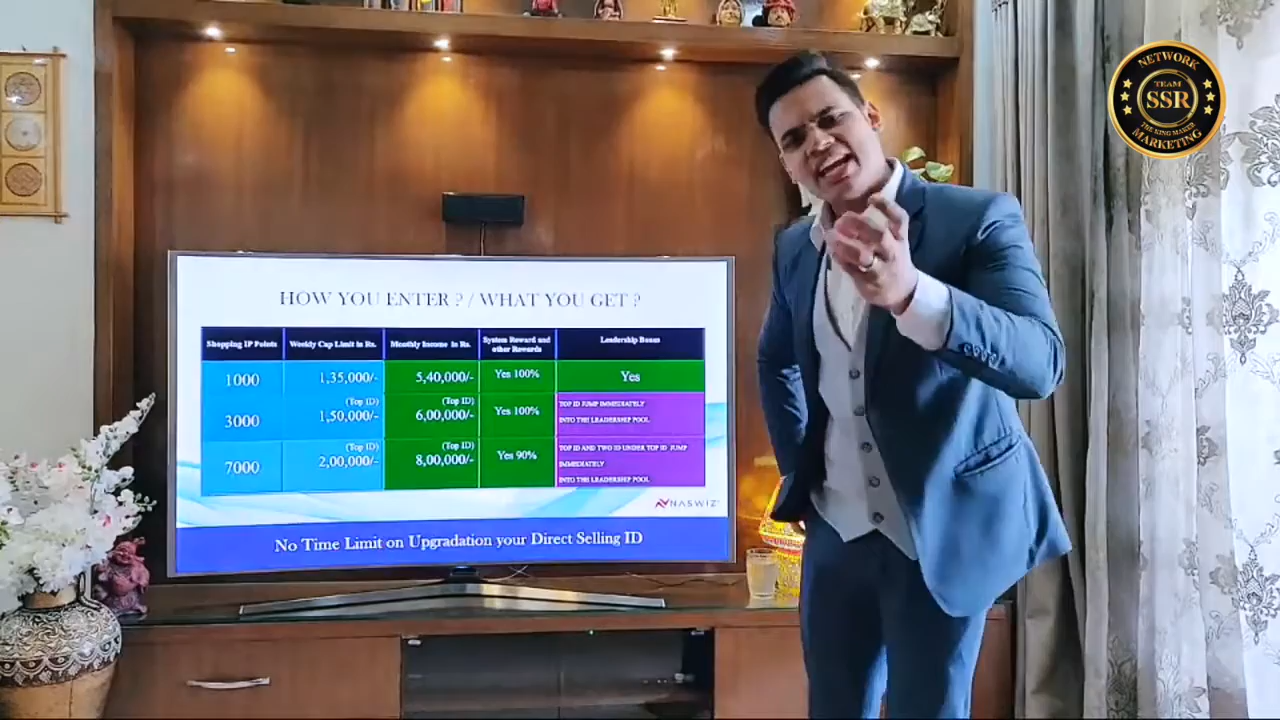 NETWORK
TEAM
SSR
THE KING MAKER
MARKETING
HOW YOU ENTER ? / WHAT YOU GET ?
Shopping IP Points
Weekly Cap Limit in Rs.
Monthly Income in Rs.
System Reward and
other Rewards
Leadership Bonus
1000
1,35,000/-
5,40,000/-
Yes 100%
Yes
3000
(Top ID)
1,50,000/-
(Top ID)
6,00,000/-
Yes 100%
TOP ID JUMP IMMEDIATELY
INTO THE LEADERSHIP POOL
7000
(Top ID)
2,00,000/-
(Top ID)
8,00,000/-
Yes 90%
TOP ID AND TWO ID UNDER TOP ID JUMP
IMMEDIATELY
INTO THE LEADERSHIP POOL
NASWIZ
No Time Limit on Upgradation your Direct Selling ID